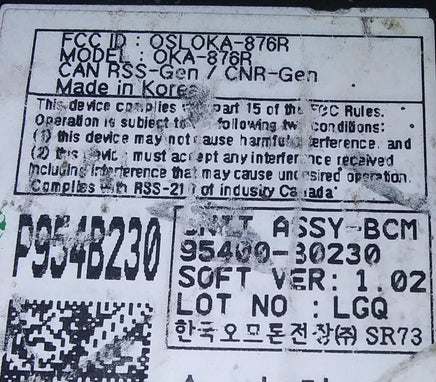 FCC ID : OSLOKA-876R
MODEL : OKA-876R
CAN RSS-Gen / CNR-Gen
Made in Korea
This device complies part 15 of the FCC Rules.
Operation is subject to following two conditions:
(1) this device may not cause harmful interference, and
(2) this device must accept any interference received
including interference that may cause undesired operation.
Complies with RSS-210 of Industry Canada
P954B230
UNIT ASSY-BCM
95400-B0230
SOFT VER: 1.02
LOT NO : LGQ
한국오므론전장(주) SR73